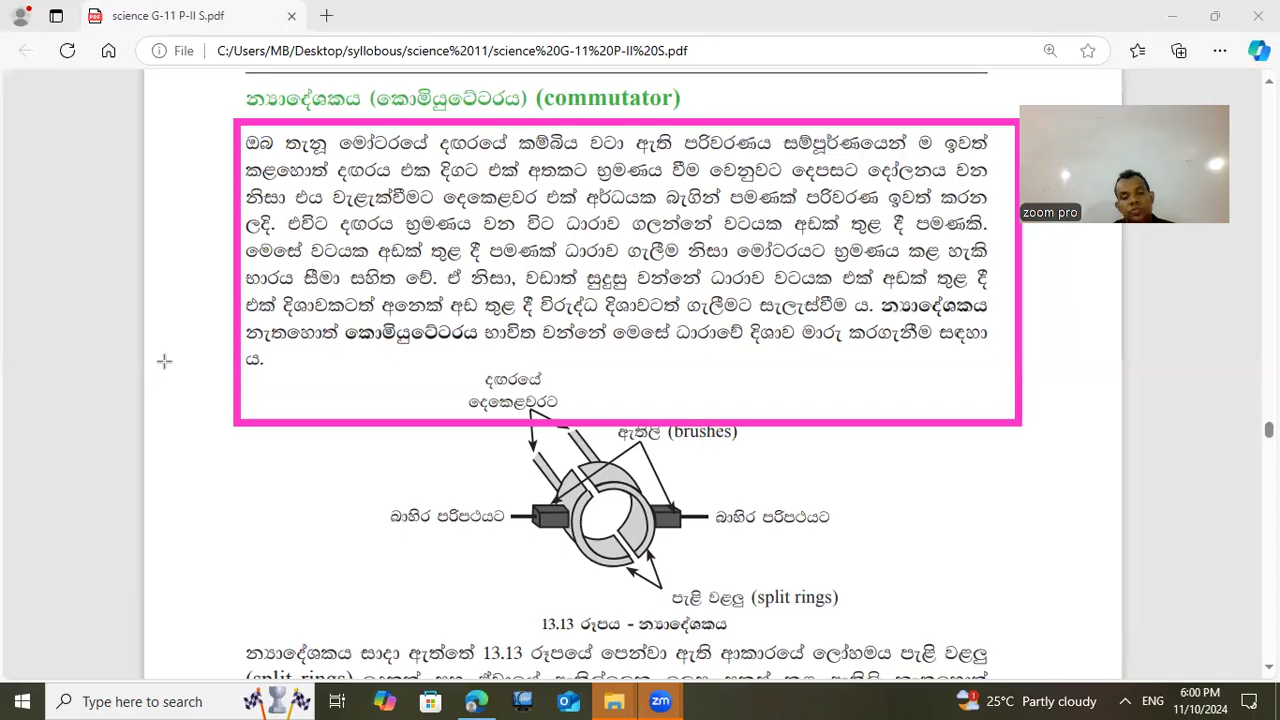 science G-11 P-II S.pdf
File C:/Users/MB/Desktop/syllobous/science%2011/science%20G-11%20P-II%20S.pdf
න්‍යාදේශකය (කොමියුටේටරය) (commutator)
ඔබ තැනූ මෝටරයේ දඟරයේ කම්බිය වටා ඇති පරිවරණය සම්පූර්ණයෙන් ම ඉවත්
කළහොත් දඟරය එක දිගට එක් අතකට භ්‍රමණය වීම වෙනුවට දෙපසට දෝලනය වන
නිසා එය වැළැක්වීමට දෙකෙළවර එක් අර්ධයක බැගින් පමණක් පරිවරණ ඉවත් කරන
ලදි. එවිට දඟරය භ්‍රමණය වන විට ධාරාව ගලන්නේ වටයක අඩක් තුළ දී පමණකි.
මෙසේ වටයක අඩක් තුළ දී පමණක් ධාරාව ගැලීම නිසා මෝටරයට භ්‍රමණය කළ හැකි
භාරය සීමා සහිත වේ. ඒ නිසා, වඩාත් සුදුසු වන්නේ ධාරාව වටයක එක් අඩක් තුළ දී
එක් දිශාවකටත් අනෙක් අඩ තුළ දී විරුද්ධ දිශාවටත් ගැලීමට සැලැස්වීම ය. න්‍යාදේශකය
නැතහොත් කොමියුටේටරය භාවිත වන්නේ මෙසේ ධාරාවේ දිශාව මාරු කරගැනීම සඳහා
ය.
zoom pro
දඟරයේ
දෙකෙළවරට
ඇතිලි (brushes)
බාහිර පරිපථයට
බාහිර පරිපථයට
පැළි වළලු (split rings)
13.13 රූපය - න්‍යාදේශකය
න්‍යාදේශකය සාදා ඇත්තේ 13.13 රූපයේ පෙන්වා ඇති ආකාරයේ ලෝහමය පැළි වළලු
(split rings)
Type here to search
25°C Partly cloudy
ENG
6:00 PM
11/10/2024